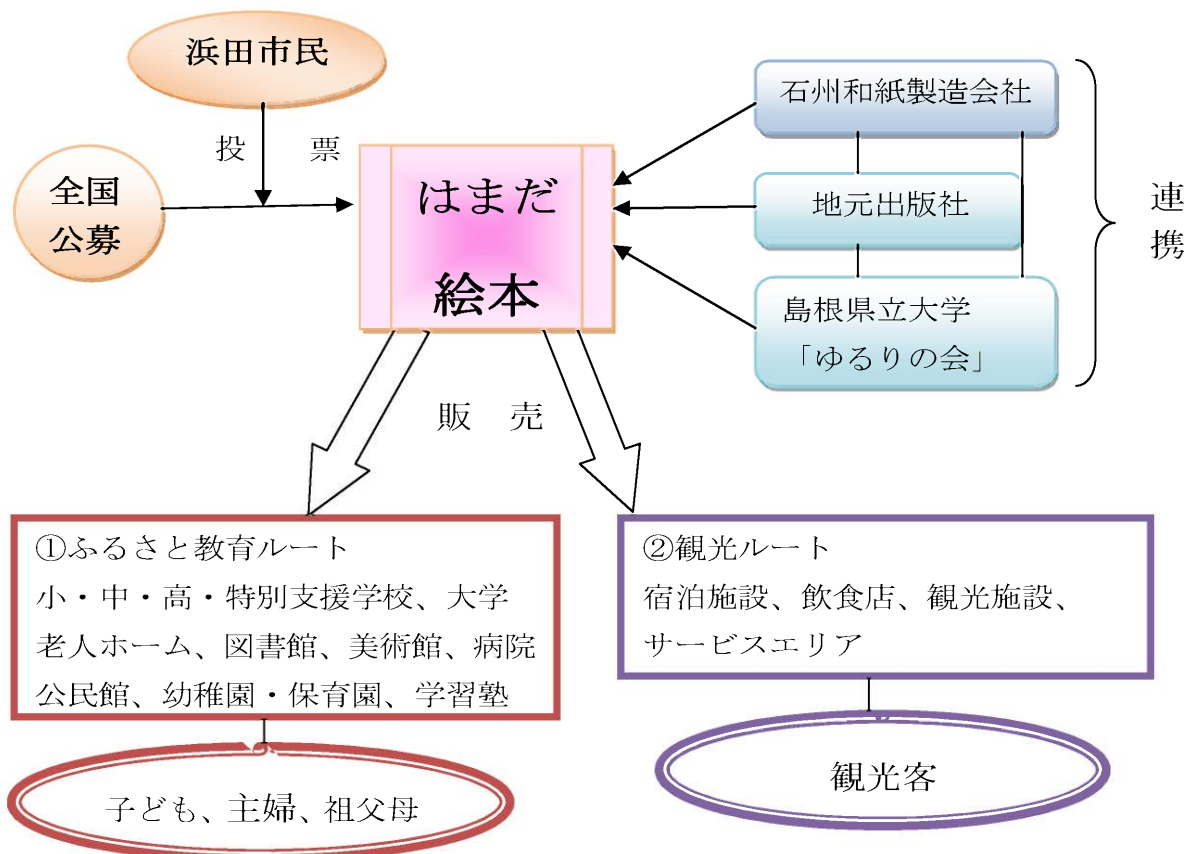 浜田市民
投票
全国
公募
はまだ
絵本
石州和紙製造会社
地元出版社
島根県立大学
「ゆるりの会」
連
携
販売
①ふるさと教育ルート
小・中・高・特別支援学校、大学
老人ホーム、図書館、美術館、病院
公民館、幼稚園・保育園、学習塾
②観光ルート
宿泊施設、飲食店、観光施設、
サービスエリア
子ども、主婦、祖父母
観光客